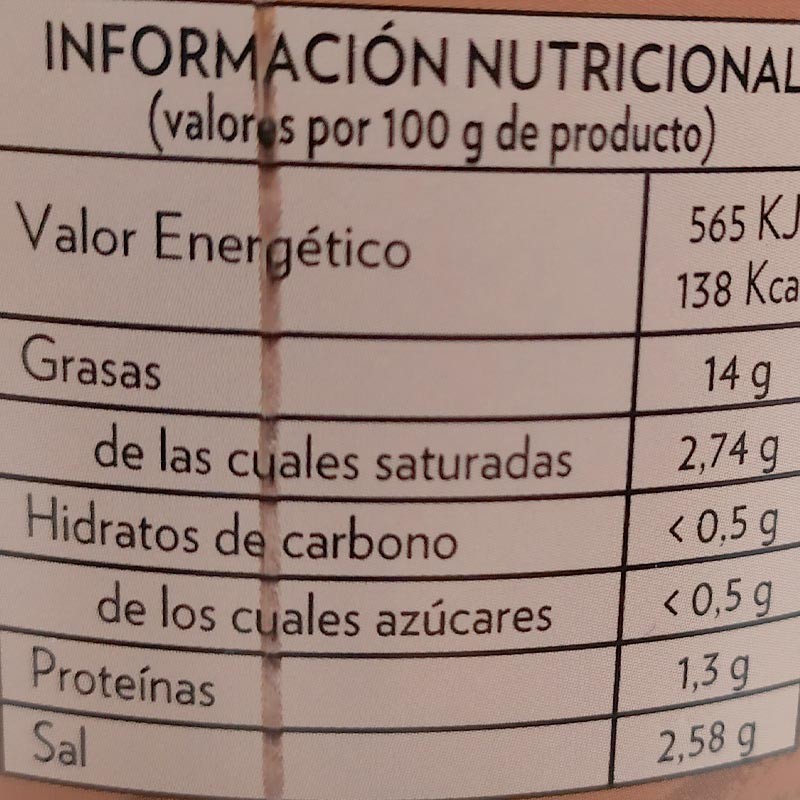 INFORMACIÓN NUTRICIONAL
(valores por 100 g de producto)
Valor Energético 565 KJ
138 Kca
Grasas 14 g
de las cuales saturadas 2,74 g
Hidratos de carbono < 0,5 g
de los cuales azúcares < 0,5 g
Proteínas 1,3 g
Sal 2,58 g